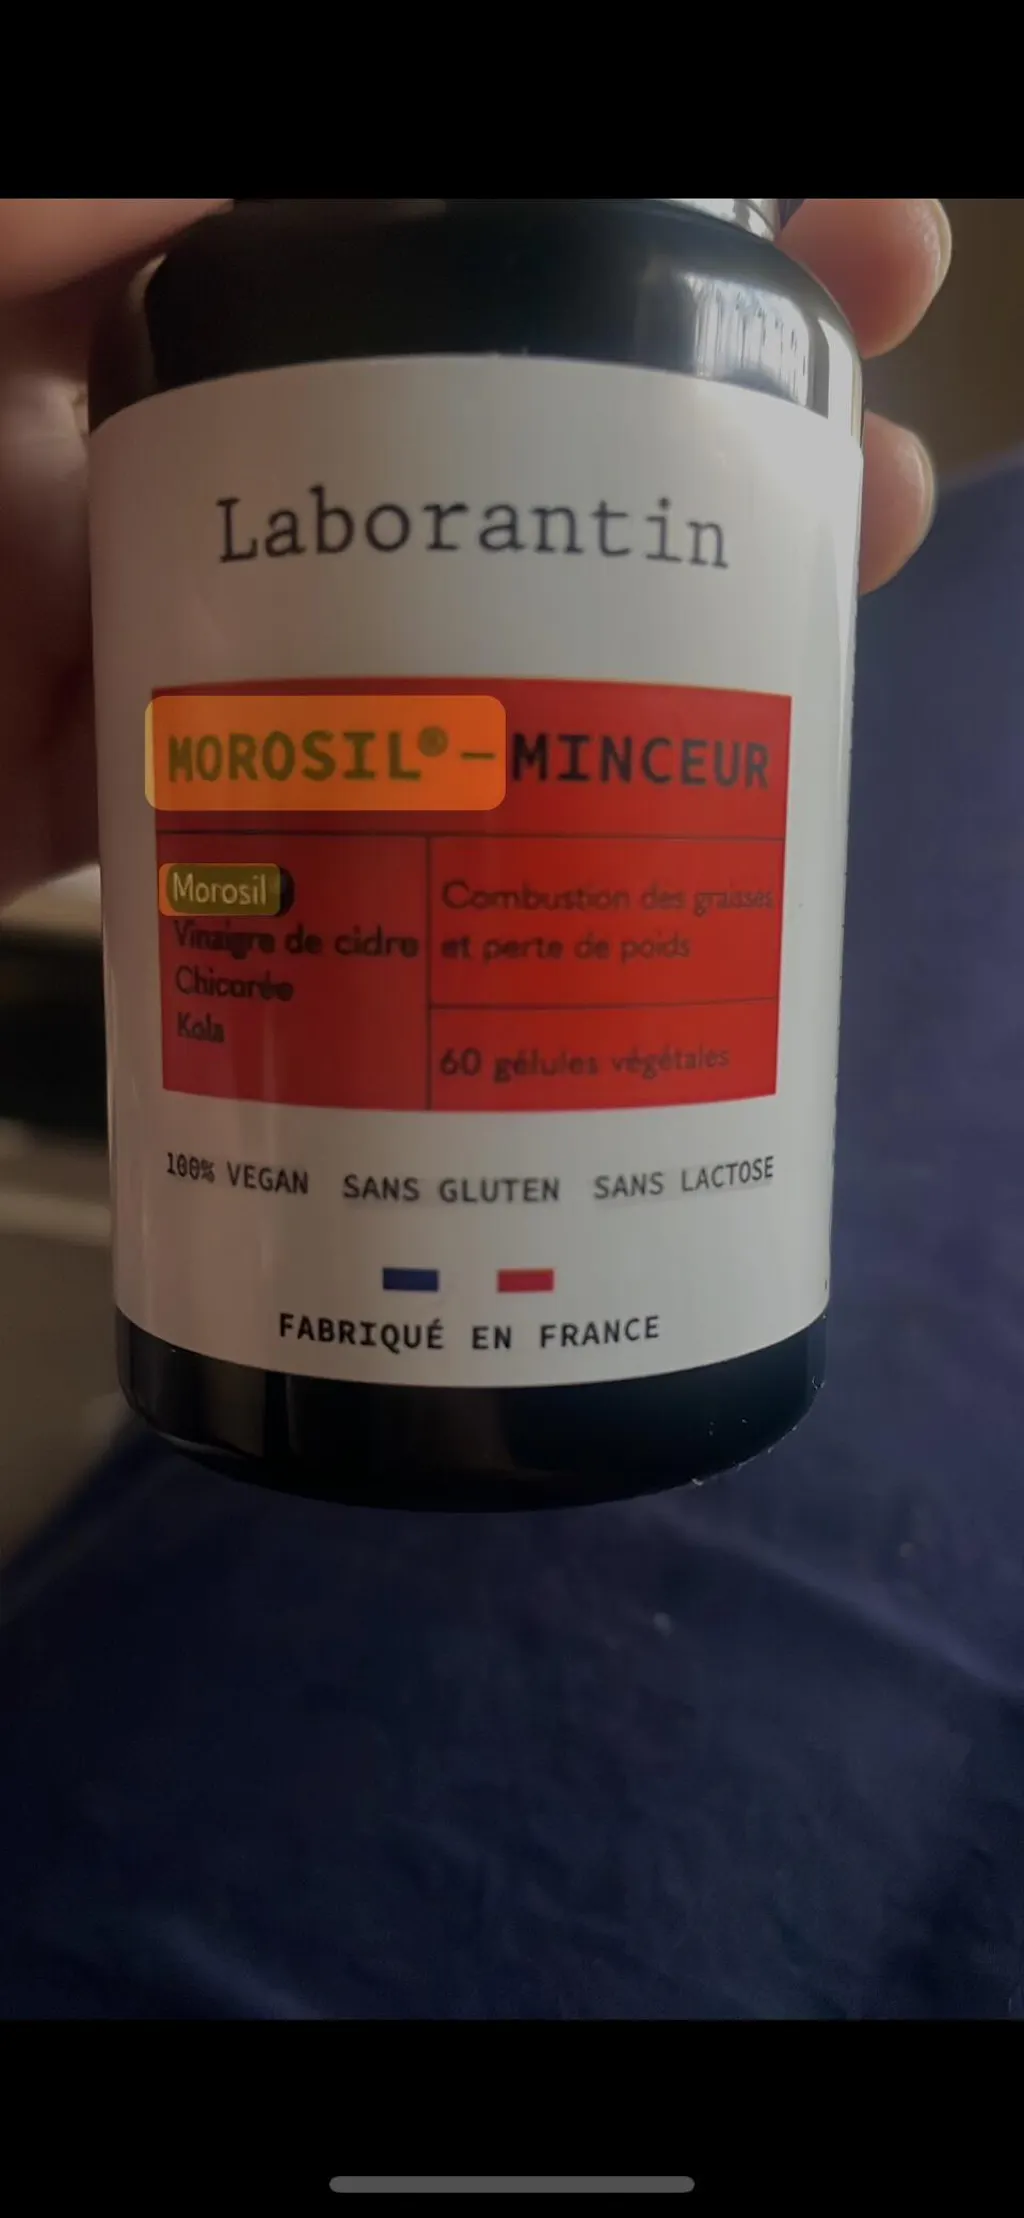 Laborantin
MOROSIL® – MINCEUR
Morosil
Vinaigre de cidre
Chicorée
Kola
Combustion des graisses
et perte de poids
60 gélules végétales
100% VEGAN SANS GLUTEN SANS LACTOSE
FABRIQUÉ EN FRANCE